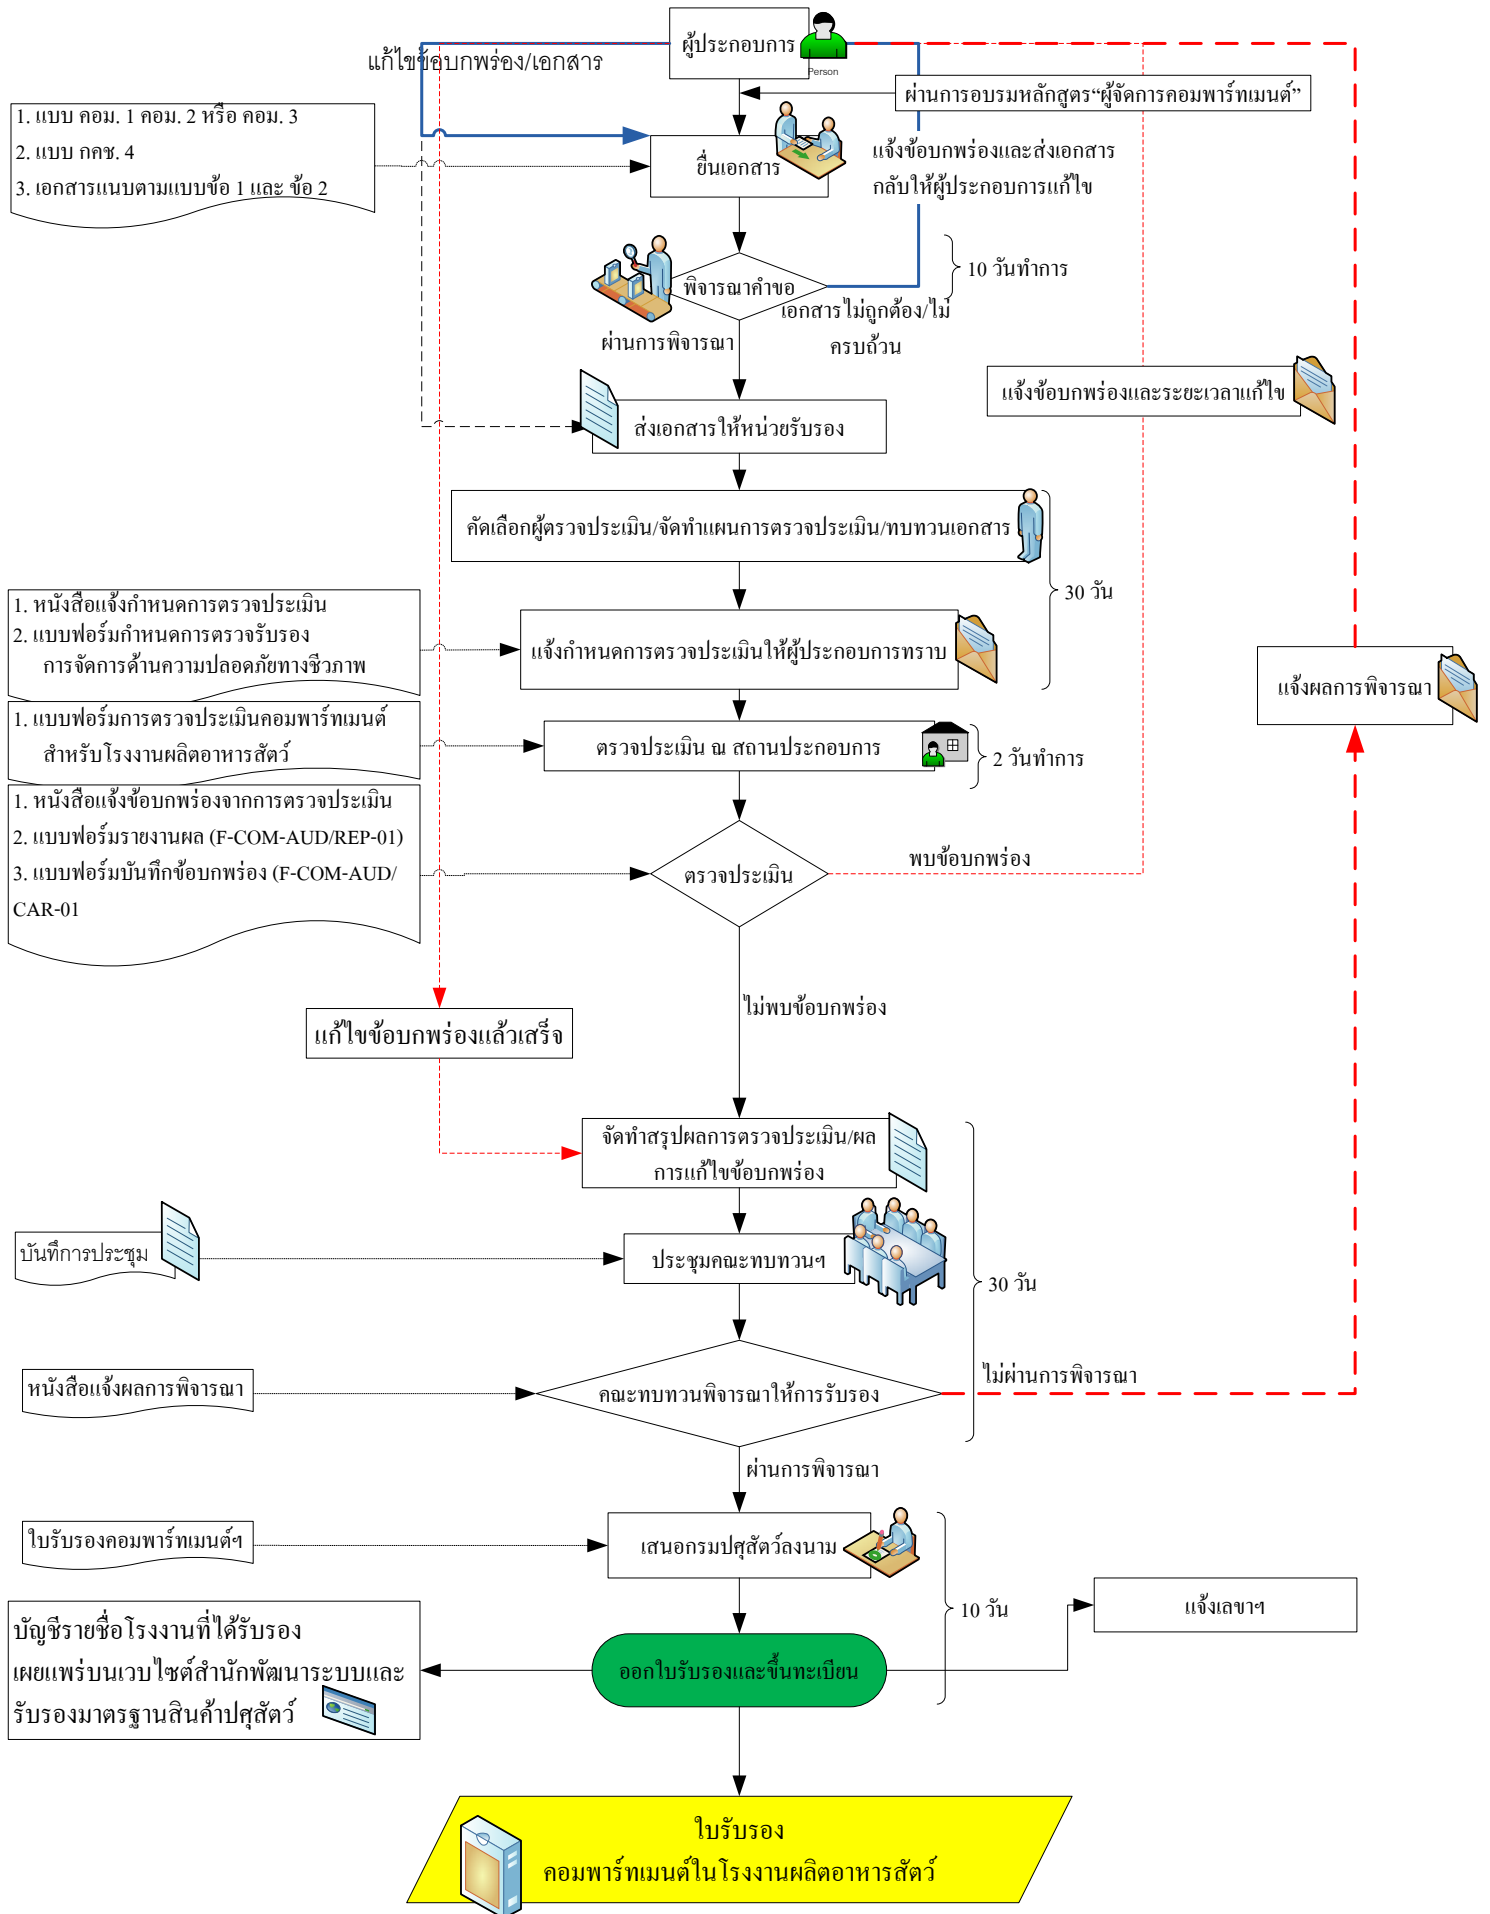 ผู้ประกอบการ
Person
แก้ไขข้อบกพร่อง/เอกสาร
ผ่านการอบรมหลักสูตร“ผู้จัดการคอมพาร์ทเมนต์”
1. แบบ คอม. 1 คอม. 2 หรือ คอม. 3
2. แบบ กคช. 4
3. เอกสารแนบตามแบบข้อ 1 และ ข้อ 2
ยื่นเอกสาร
แจ้งข้อบกพร่องและส่งเอกสาร
กลับให้ผู้ประกอบการแก้ไข
พิจารณาคำขอ
10 วันทำการ
เอกสารไม่ถูกต้อง/ไม่
ครบถ้วน
ผ่านการพิจารณา
แจ้งข้อบกพร่องและระยะเวลาแก้ไข
ส่งเอกสารให้หน่วยรับรอง
คัดเลือกผู้ตรวจประเมิน/จัดทำแผนการตรวจประเมิน/ทบทวนเอกสาร
30 วัน
1. หนังสือแจ้งกำหนดการตรวจประเมิน
2. แบบฟอร์มกำหนดการตรวจรับรอง
การจัดการด้านความปลอดภัยทางชีวภาพ
แจ้งกำหนดการตรวจประเมินให้ผู้ประกอบการทราบ
แจ้งผลการพิจารณา
1. แบบฟอร์มการตรวจประเมินคอมพาร์ทเมนต์
สำหรับโรงงานผลิตอาหารสัตว์
ตรวจประเมิน ณ สถานประกอบการ
2 วันทำการ
1. หนังสือแจ้งข้อบกพร่องจากการตรวจประเมิน
2. แบบฟอร์มรายงานผล (F-COM-AUD/REP-01)
3. แบบฟอร์มบันทึกข้อบกพร่อง (F-COM-AUD/
CAR-01
ตรวจประเมิน
พบข้อบกพร่อง
ไม่พบข้อบกพร่อง
แก้ไขข้อบกพร่องแล้วเสร็จ
จัดทำสรุปผลการตรวจประเมิน/ผล
การแก้ไขข้อบกพร่อง
บันทึการประชุม
ประชุมคณะทบทวนฯ
30 วัน
หนังสือแจ้งผลการพิจารณา
คณะทบทวนพิจารณาให้การรับรอง
ไม่ผ่านการพิจารณา
ผ่านการพิจารณา
ใบรับรองคอมพาร์ทเมนต์ฯ
เสนอกรมปศุสัตว์ลงนาม
10 วัน
แจ้งเลขาฯ
บัญชีรายชื่อโรงงานที่ได้รับรอง
เผยแพร่บนเวบไซต์สำนักพัฒนาระบบและ
รับรองมาตรฐานสินค้าปศุสัตว์
ออกใบรับรองและขึ้นทะเบียน
ใบรับรอง
คอมพาร์ทเมนต์ในโรงงานผลิตอาหารสัตว์